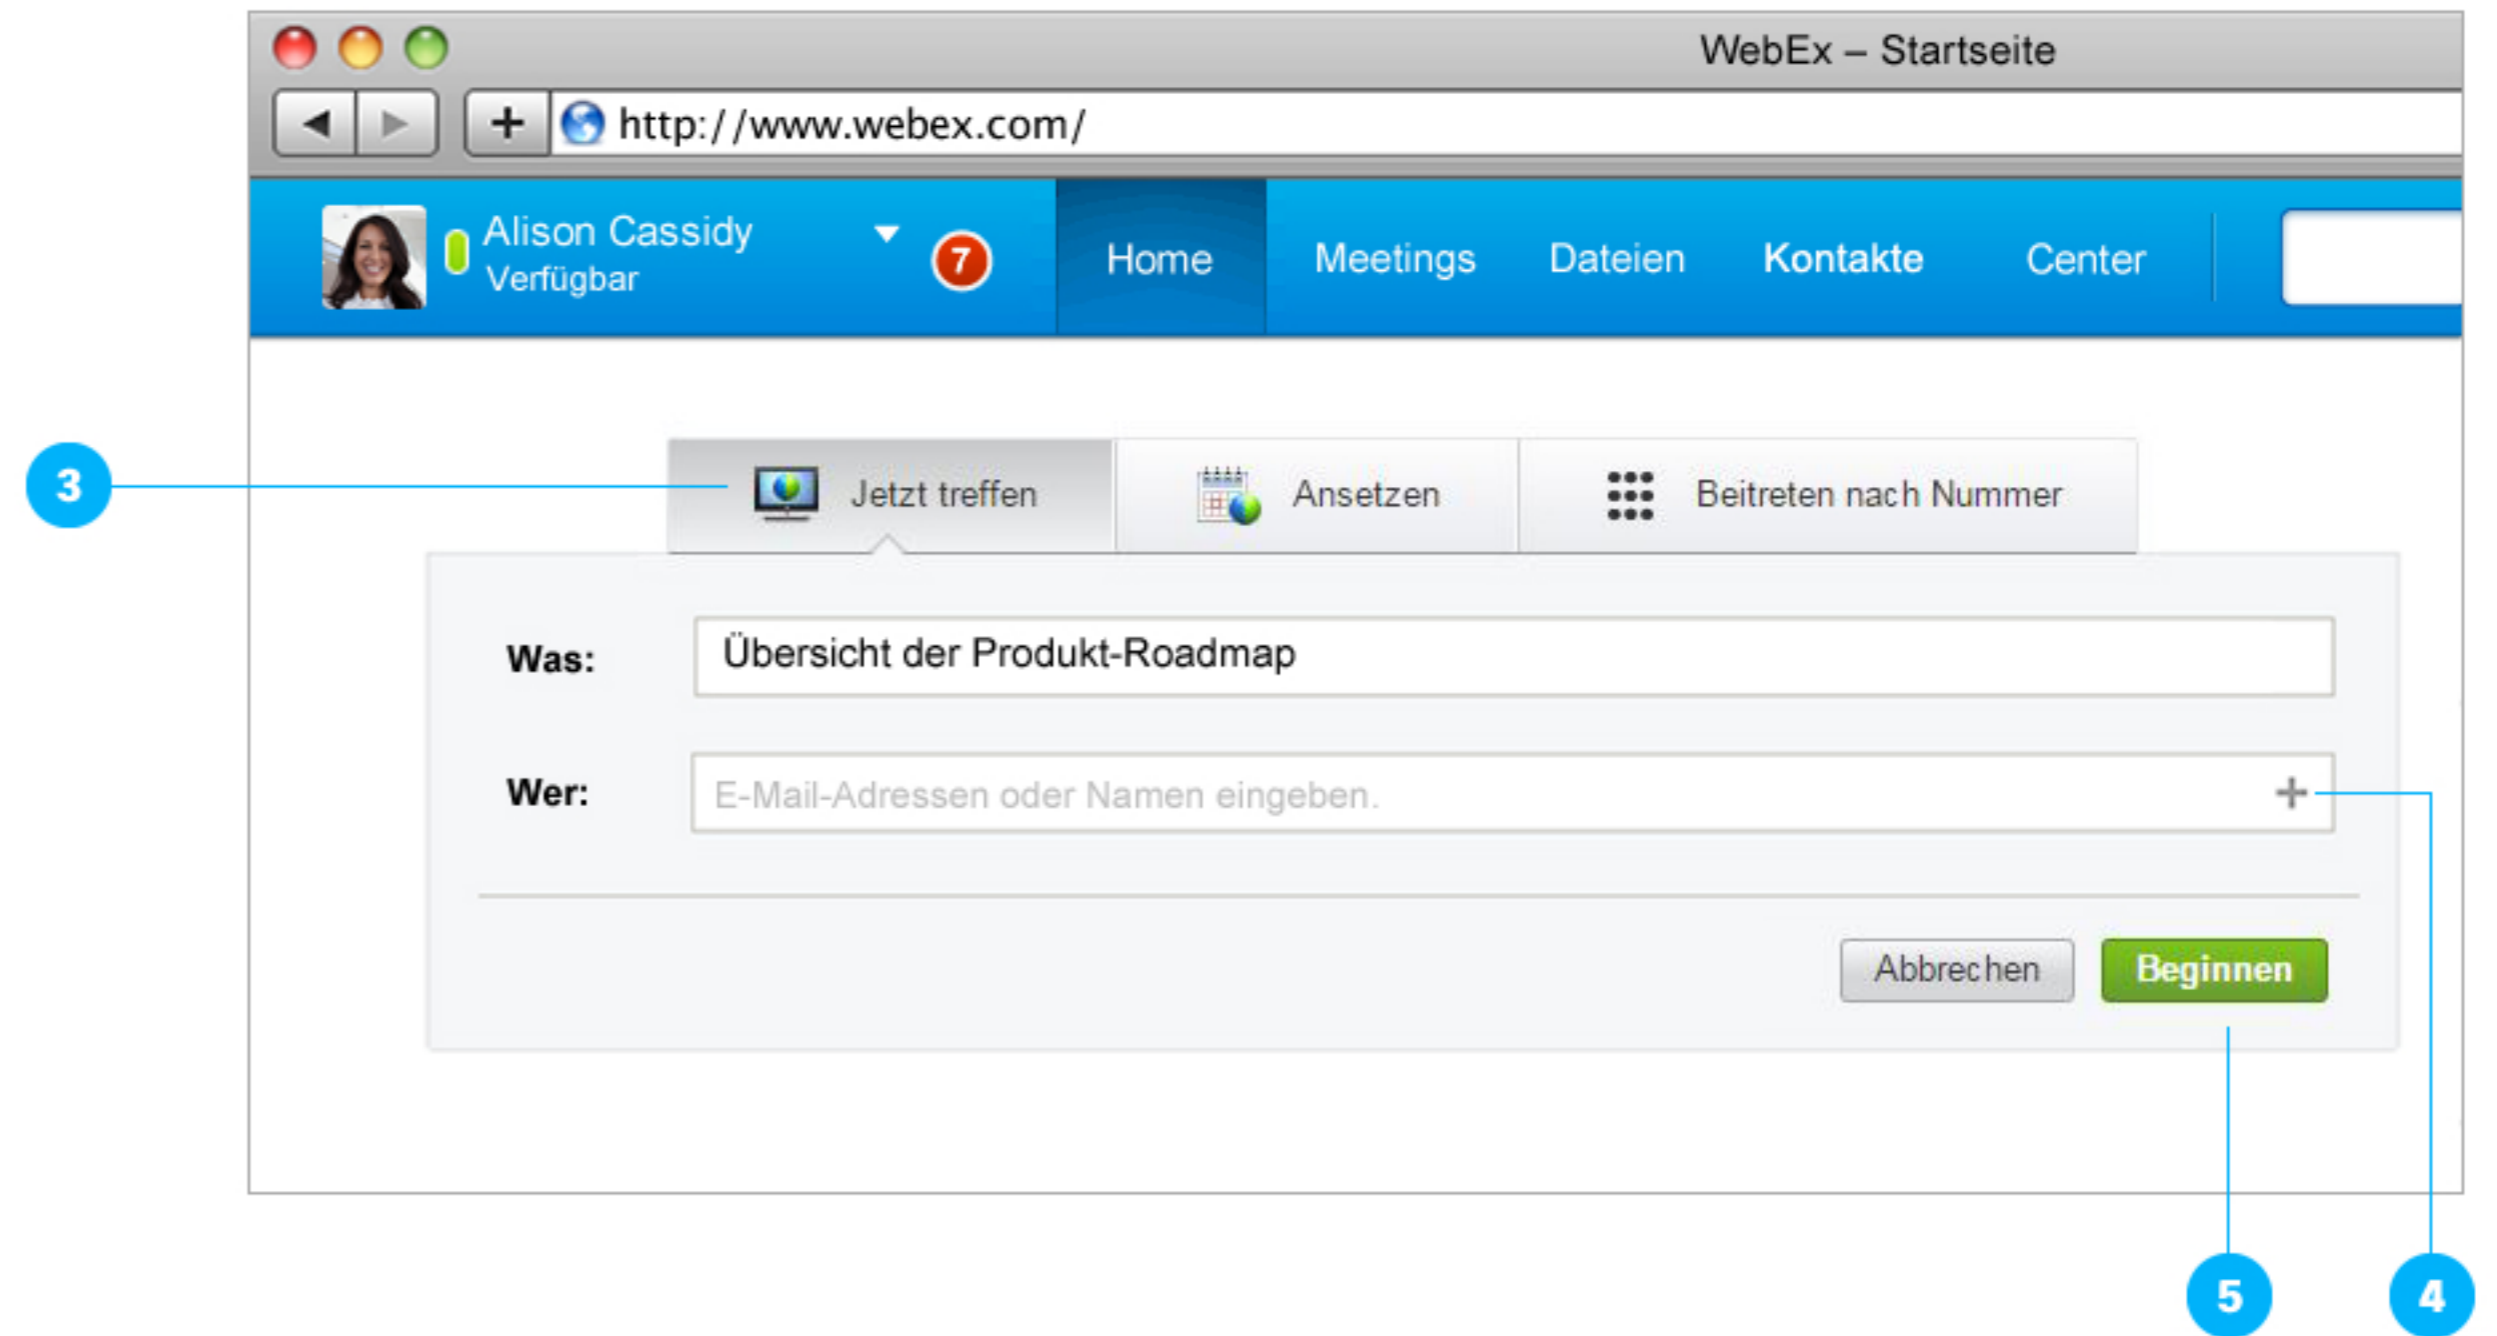 WebEx – Startseite
http://www.webex.com/
Alison Cassidy
Verfügbar
7
Home
Meetings
Dateien
Kontakte
Center
3
Jetzt treffen
Ansetzen
Beitreten nach Nummer
Was:
Übersicht der Produkt-Roadmap
Wer:
E-Mail-Adressen oder Namen eingeben.
Abbrechen
Beginnen
5
4